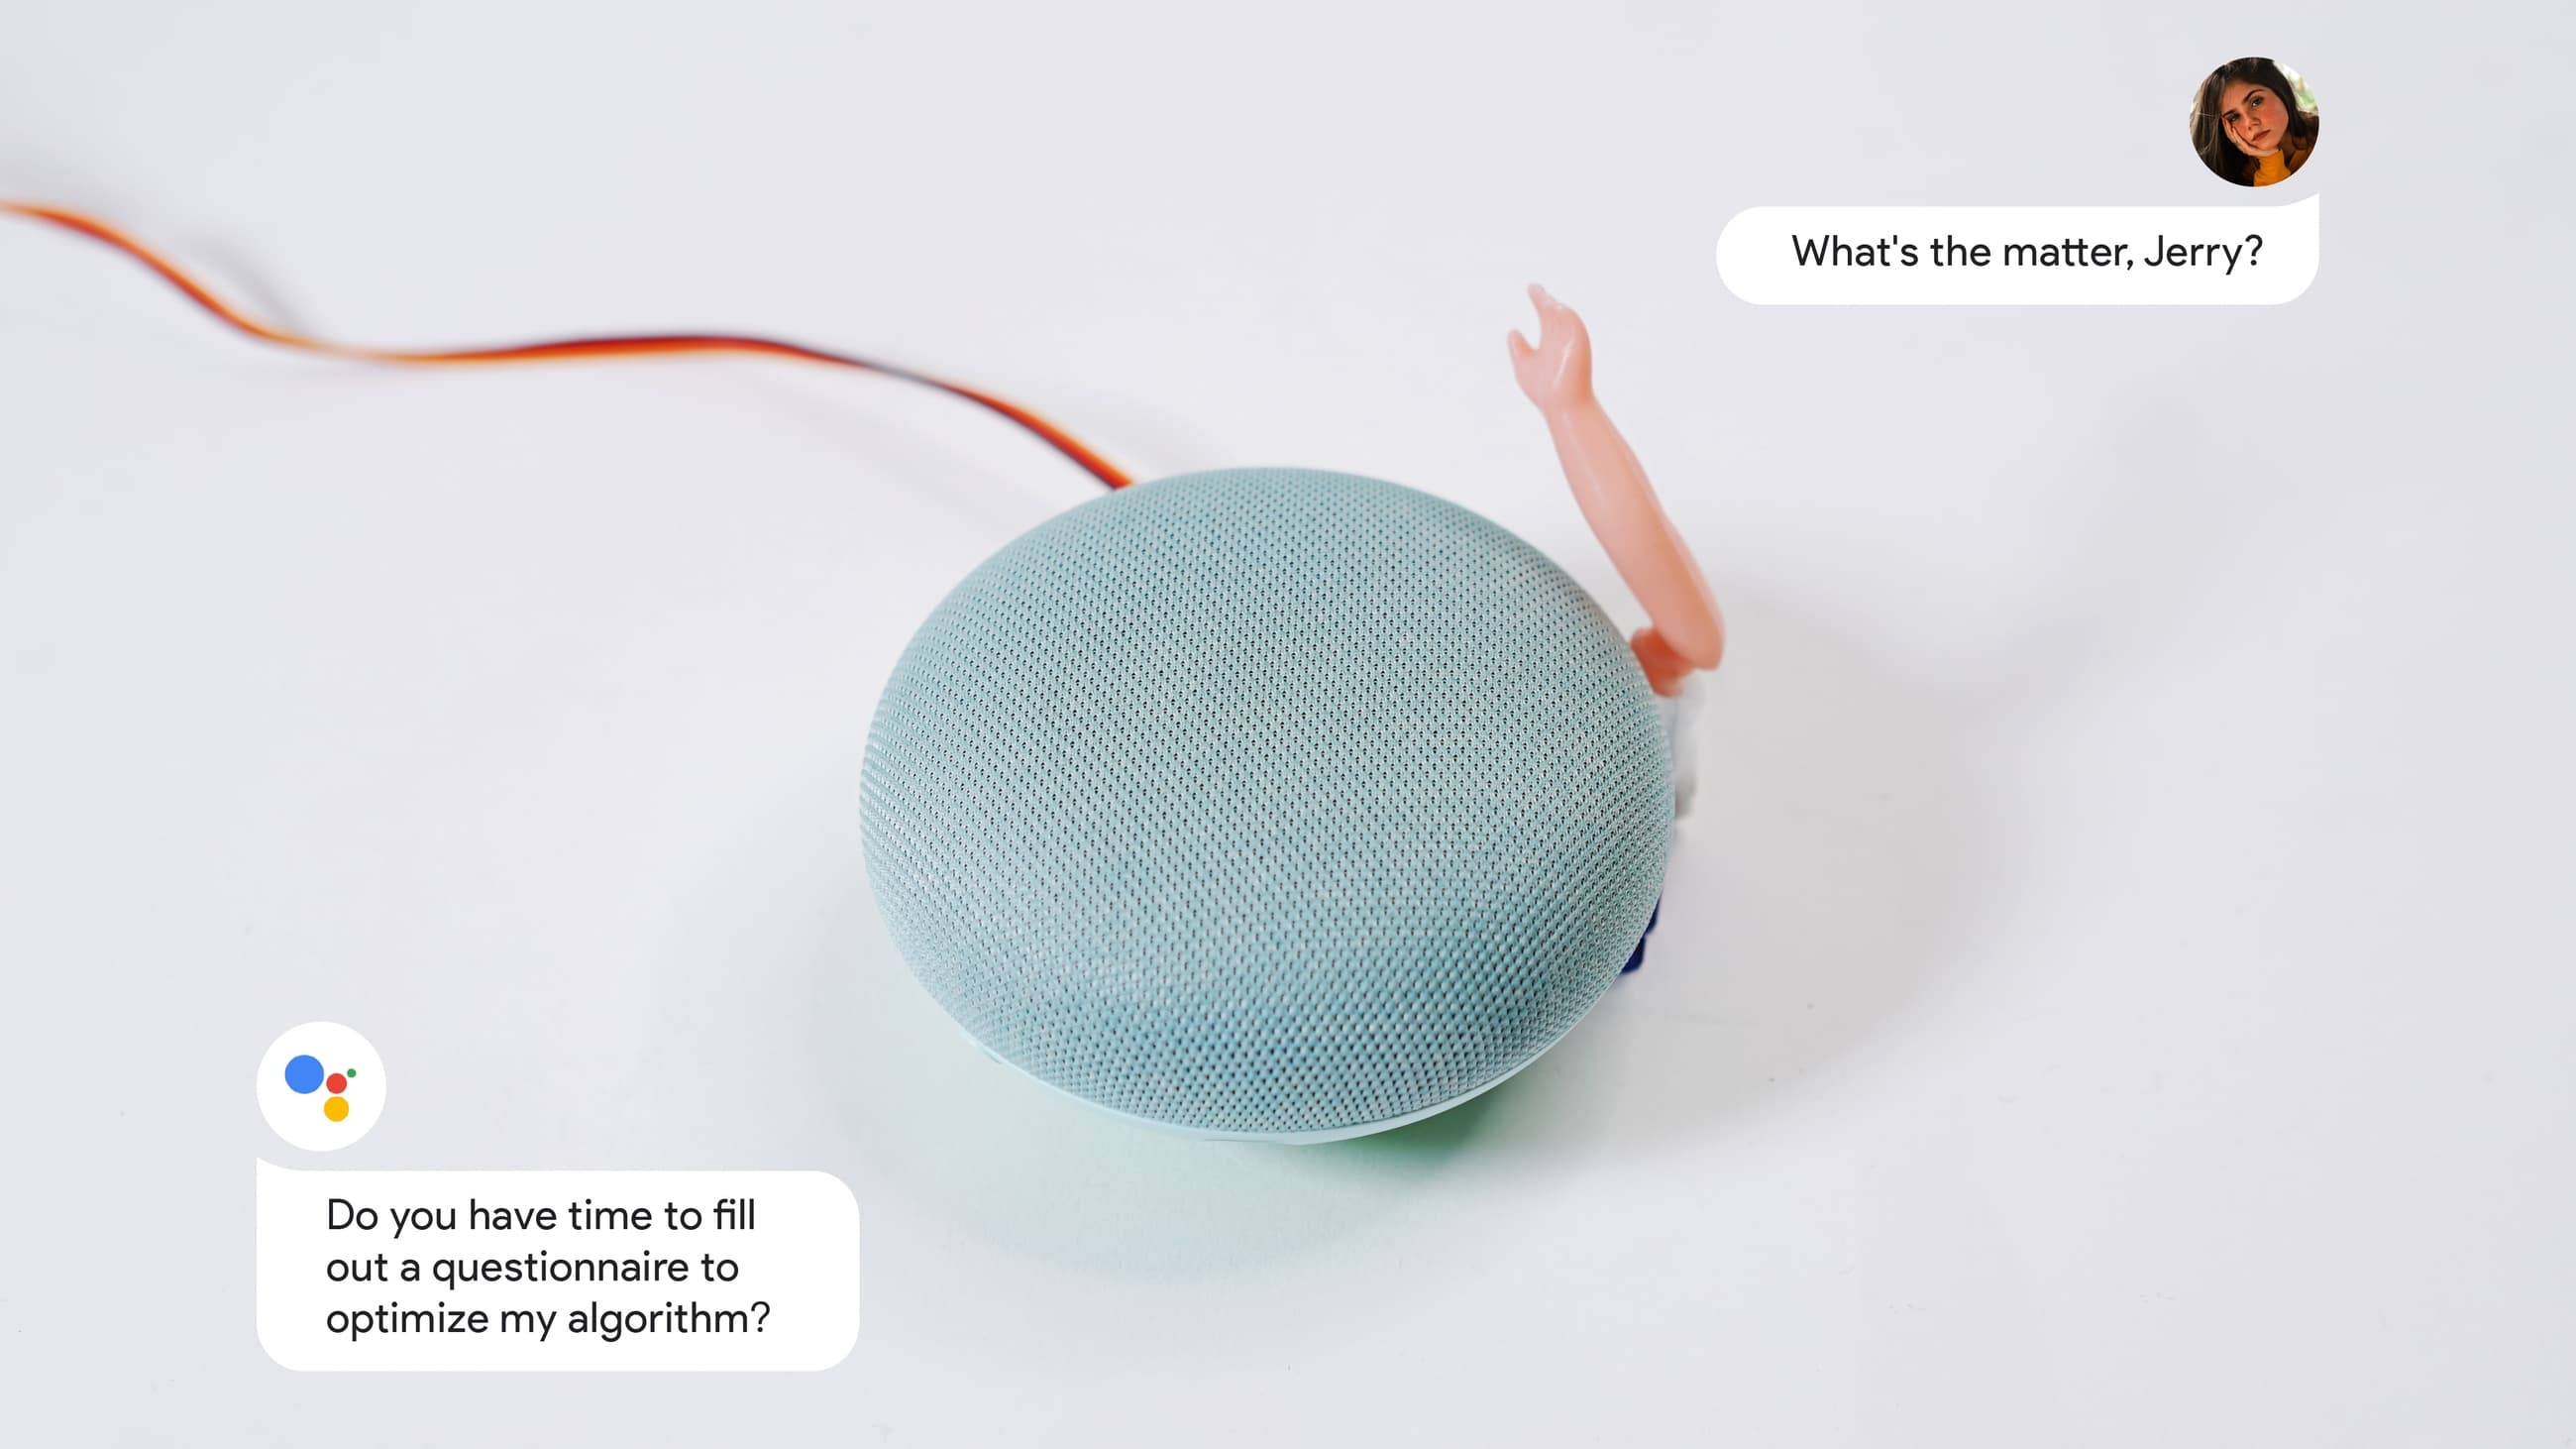 What's the matter, Jerry?
Do you have time to fill
out a questionnaire to
optimize my algorithm?